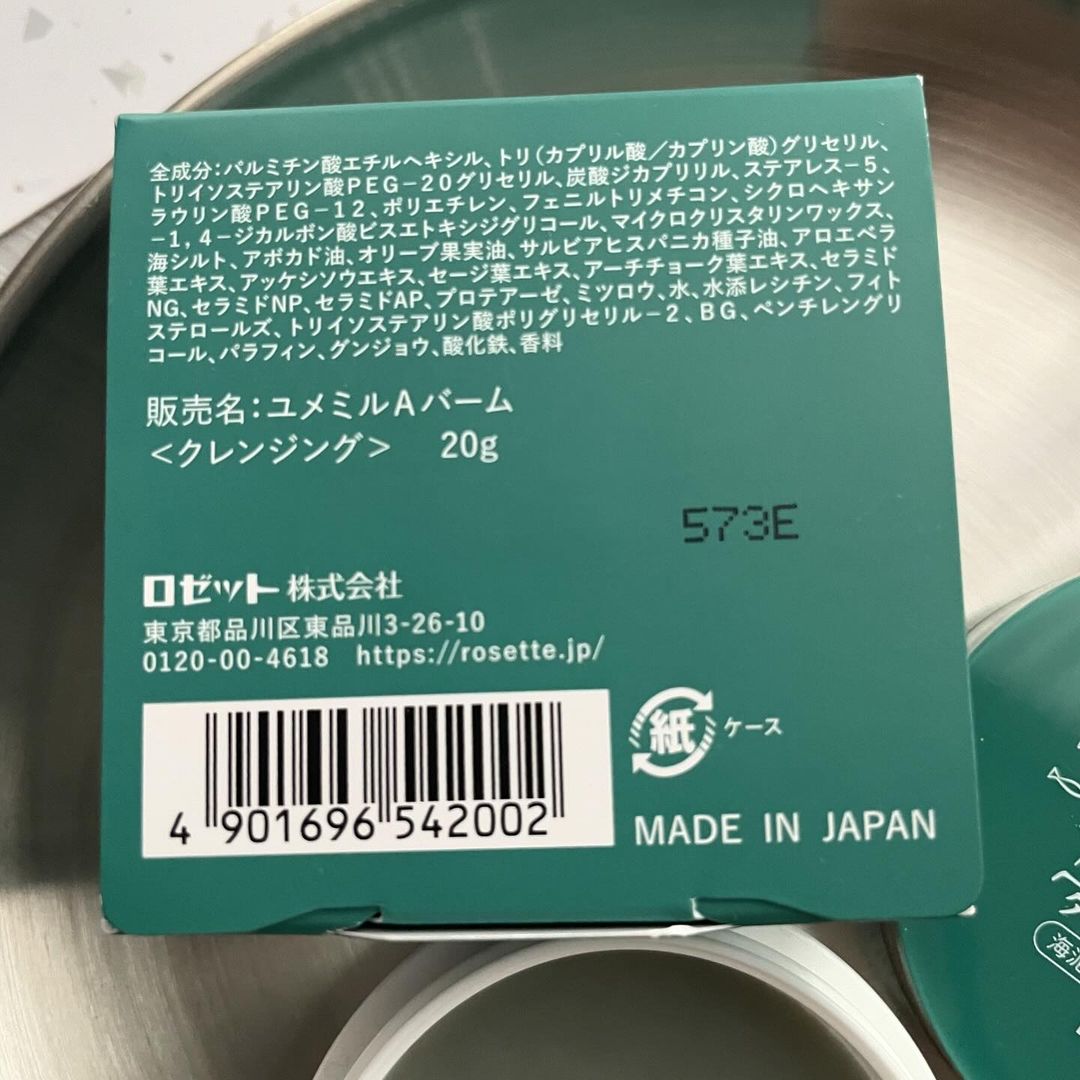 全成分:パルミチン酸エチルヘキシル、トリ(カプリル酸/カプリン酸)グリセリル、
トリイソステアリン酸PEG-20グリセリル、炭酸ジカプリリル、ステアレス-5、
ラウリン酸PEG-12、ポリエチレン、フェニルトリメチコン、シクロヘキサン
-1,4-ジカルボン酸ビスエトキシジグリコール、マイクロクリスタリンワックス、
海シルト、アボカド油、オリーブ果実油、サルビアヒスパニカ種子油、アロエベラ
葉エキス、アッケシソウエキス、セージ葉エキス、アーチチョーク葉エキス、セラミド
NG、セラミドNP、セラミドAP、プロテアーゼ、ミツロウ、水、水添レシチン、フィト
ステロールズ、トリイソステアリン酸ポリグリセリル-2、BG、ペンチレングリ
コール、パラフィン、グンジョウ、酸化鉄、香料
販売名:ユメミルAバーム
<クレンジング> 20g
573E
ロゼット株式会社
東京都品川区東品川3-26-10
0120-00-4618 https://rosette.jp/
紙 ケース
4 901696 542002
MADE IN JAPAN